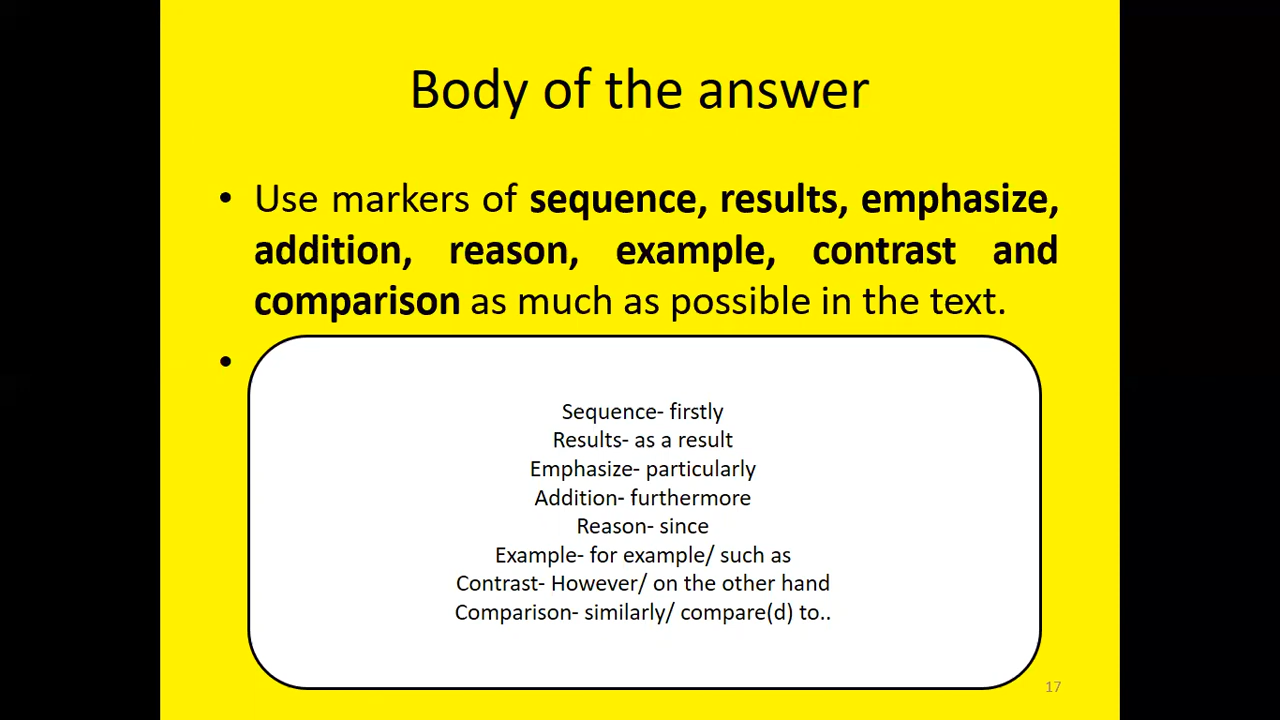 Body of the answer
• Use markers of sequence, results, emphasize,
addition, reason, example, contrast and
comparison as much as possible in the text.
•
Sequence- firstly
Results- as a result
Emphasize- particularly
Addition- furthermore
Reason- since
Example- for example/ such as
Contrast- However/ on the other hand
Comparison- similarly/ compare(d) to..
17